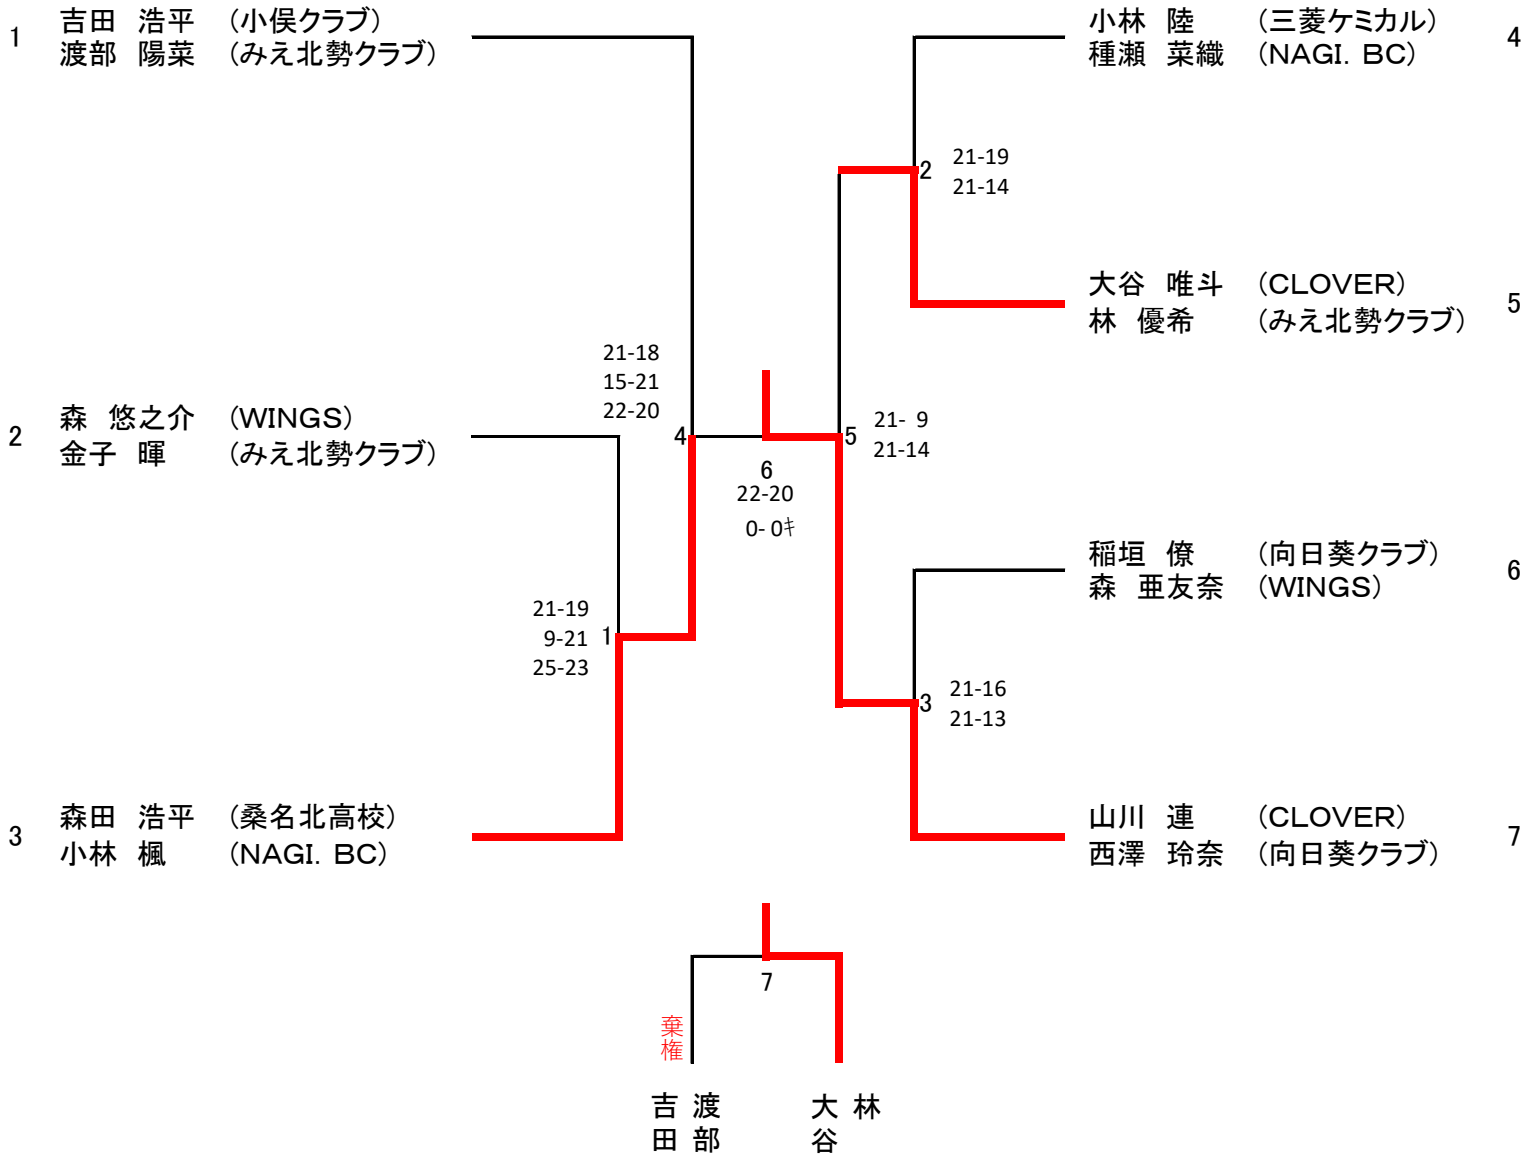 1 吉田 浩平 (小俣クラブ)
渡部 陽菜 (みえ北勢クラブ)
2 森 悠之介 (WINGS)
金子 暉 (みえ北勢クラブ)
3 森田 浩平 (桑名北高校)
小林 楓 (NAGI. BC)
21-19
9-21
25-23
1
21-18
15-21
22-20
4
6
22-20
0- 0キ
小林 陸 (三菱ケミカル) 4
種瀬 菜織 (NAGI. BC)
大谷 唯斗 (CLOVER) 5
林 優希 (みえ北勢クラブ)
稲垣 僚 (向日葵クラブ) 6
森 亜友奈 (WINGS)
山川 連 (CLOVER) 7
西澤 玲奈 (向日葵クラブ)
2
21-19
21-14
5
21- 9
21-14
3
21-16
21-13
7
棄権
吉田
渡部
大谷
林